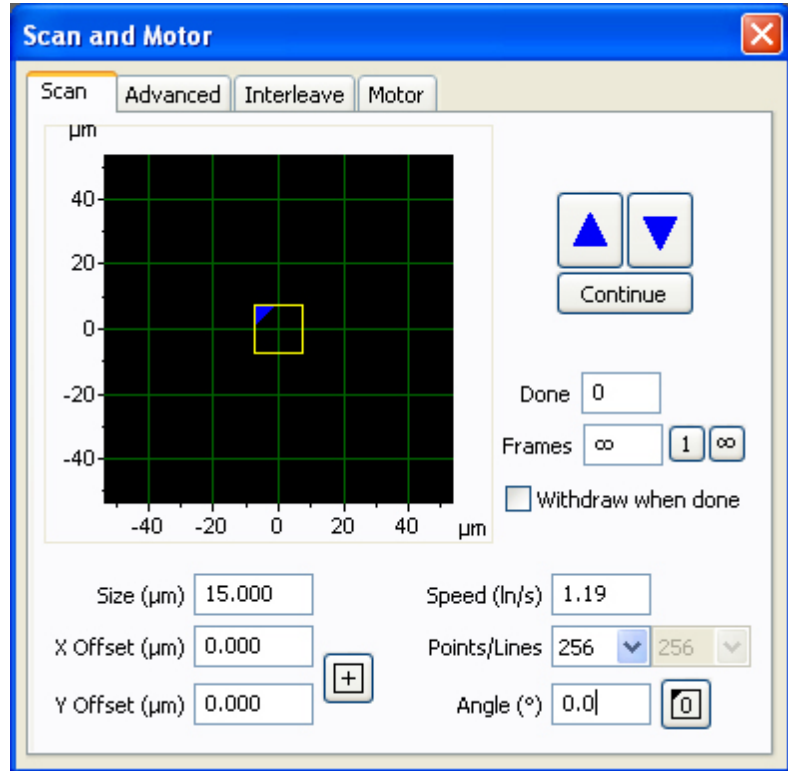 Scan and Motor
Scan Advanced Interleave Motor
µm
40
20
0
-20
-40
-40 -20 0 20 40 µm
Continue
Done 0
Frames ∞ 1 ∞
Withdraw when done
Size (µm) 15.000
X Offset (µm) 0.000
Y Offset (µm) 0.000
+
Speed (ln/s) 1.19
Points/Lines 256 256
Angle (°) 0.0 0